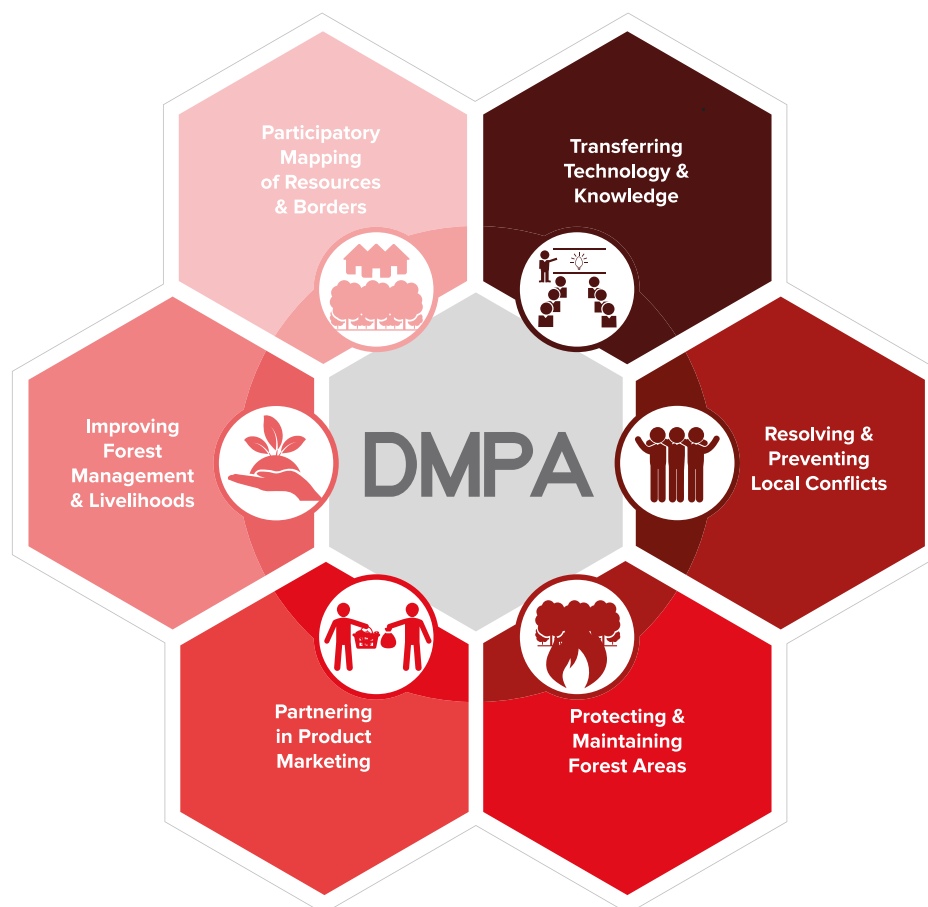 Participatory
Mapping
of Resources
& Borders
Transferring
Technology &
Knowledge
Improving
Forest
Management
& Livelihoods
DMPA
Resolving &
Preventing
Local Conflicts
Partnering
in Product
Marketing
Protecting &
Maintaining
Forest Areas